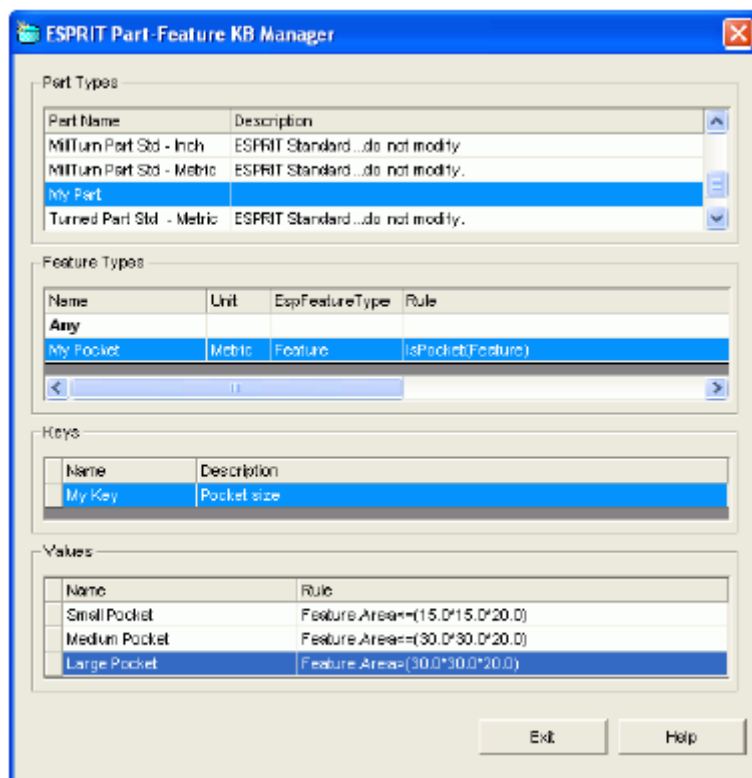 ESPRIT Part-Feature KB Manager
Part Types
Part Name Description
MillTurn Part Std - Inch ESPRIT Standard...do not modify
MillTurn Part Std - Metric ESPRIT Standard...do not modify.
My Part
Turned Part Std - Metric ESPRIT Standard...do not modify.
Feature Types
Name Unit EspFeatureType Rule
Any
My Pocket Metric Feature IsPocket(Feature)
Keys
Name Description
My Key Pocket size
Values
Name Rule
Small Pocket Feature.Area<=(15.0*15.0*20.0)
Medium Pocket Feature.Area<=(30.0*30.0*20.0)
Large Pocket Feature.Area>(30.0*30.0*20.0)
Exit Help